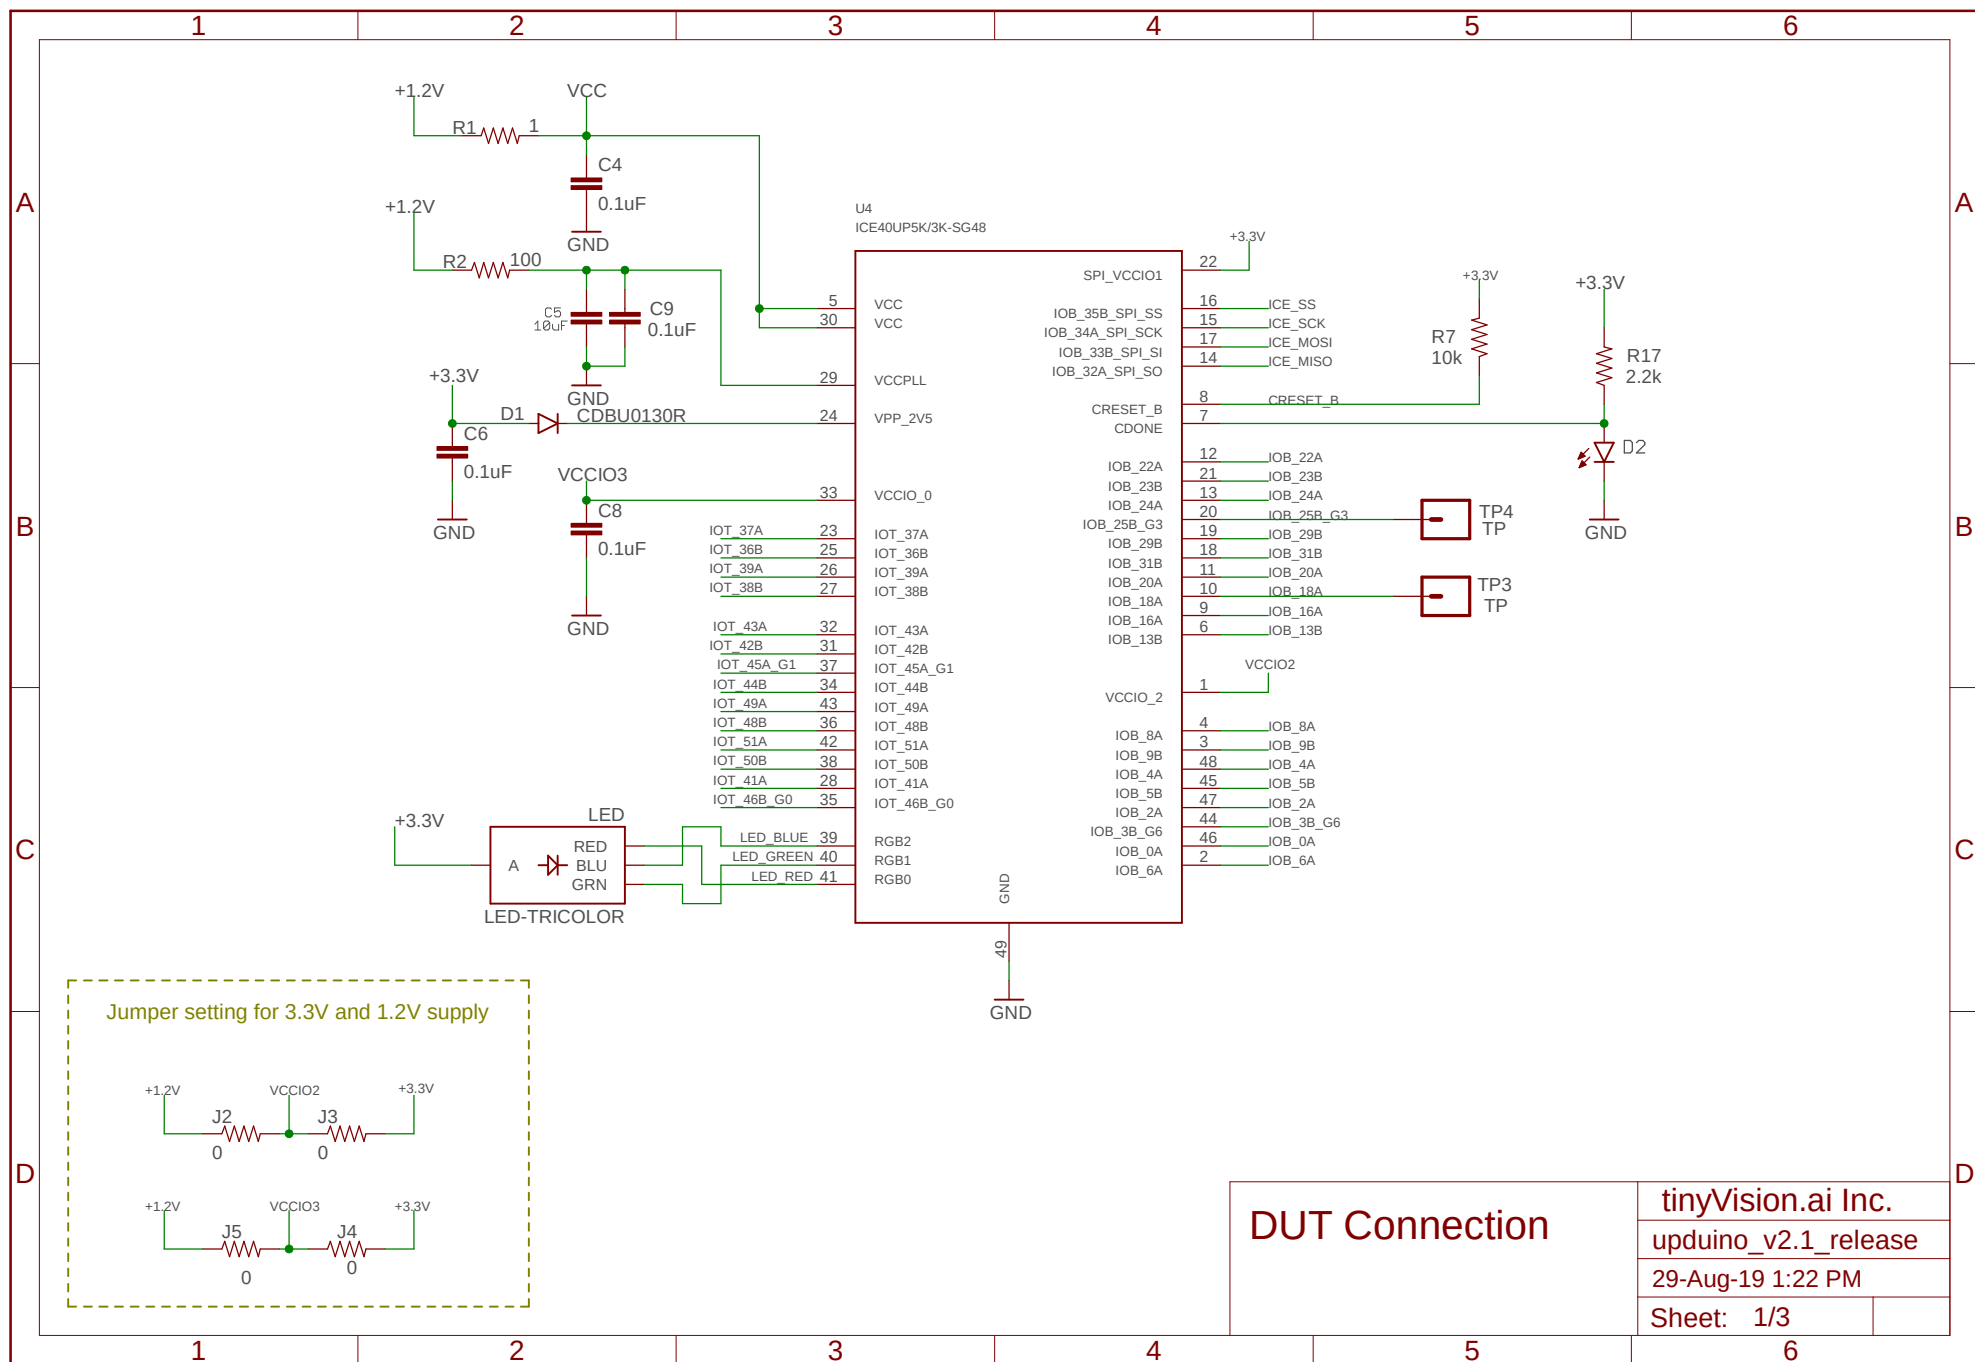 1 2 3 4 5 6
A A
B B
C C
D D
+1.2V
VCC
R1 1
C4
0.1uF
GND
+1.2V
R2 100
C5
10uF
C9
0.1uF
GND
+3.3V
D1 CDBU0130R
C6
0.1uF
GND
VCCIO3
C8
0.1uF
GND
U4
ICE40UP5K/3K-SG48
5 VCC
30 VCC
29 VCCPLL
24 VPP_2V5
33 VCCIO_0
IOT_37A 23 IOT_37A
IOT_36B 25 IOT_36B
IOT_39A 26 IOT_39A
IOT_38B 27 IOT_38B
IOT_43A 32 IOT_43A
IOT_42B 31 IOT_42B
IOT_45A_G1 37 IOT_45A_G1
IOT_44B 34 IOT_44B
IOT_49A 43 IOT_49A
IOT_48B 36 IOT_48B
IOT_51A 42 IOT_51A
IOT_50B 38 IOT_50B
IOT_41A 28 IOT_41A
IOT_46B_G0 35 IOT_46B_G0
LED_BLUE 39 RGB2
LED_GREEN 40 RGB1
LED_RED 41 RGB0
+3.3V
LED
RED
A BLU
GRN
LED-TRICOLOR
GND
49
GND
+3.3V
SPI_VCCIO1 22
IOB_35B_SPI_SS 16 ICE_SS
IOB_34A_SPI_SCK 15 ICE_SCK
IOB_33B_SPI_SI 17 ICE_MOSI
IOB_32A_SPI_SO 14 ICE_MISO
CRESET_B 8 CRESET_B
CDONE 7
IOB_22A 12 IOB_22A
IOB_23B 21 IOB_23B
IOB_24A 13 IOB_24A
IOB_25B_G3 20 IOB_25B_G3
IOB_29B 19 IOB_29B
IOB_31B 18 IOB_31B
IOB_20A 11 IOB_20A
IOB_18A 10 IOB_18A
IOB_16A 9 IOB_16A
IOB_13B 6 IOB_13B
VCCIO2
VCCIO_2 1
IOB_8A 4 IOB_8A
IOB_9B 3 IOB_9B
IOB_4A 48 IOB_4A
IOB_5B 45 IOB_5B
IOB_2A 47 IOB_2A
IOB_3B_G6 44 IOB_3B_G6
IOB_0A 46 IOB_0A
IOB_6A 2 IOB_6A
+3.3V
R7
10k
+3.3V
R17
2.2k
D2
GND
TP4
TP
TP3
TP
Jumper setting for 3.3V and 1.2V supply
+1.2V VCCIO2 +3.3V
J2 J3
0 0
+1.2V VCCIO3 +3.3V
J5 J4
0 0
DUT Connection
tinyVision.ai Inc.
upduino_v2.1_release
29-Aug-19 1:22 PM
Sheet: 1/3
1 2 3 4 5 6